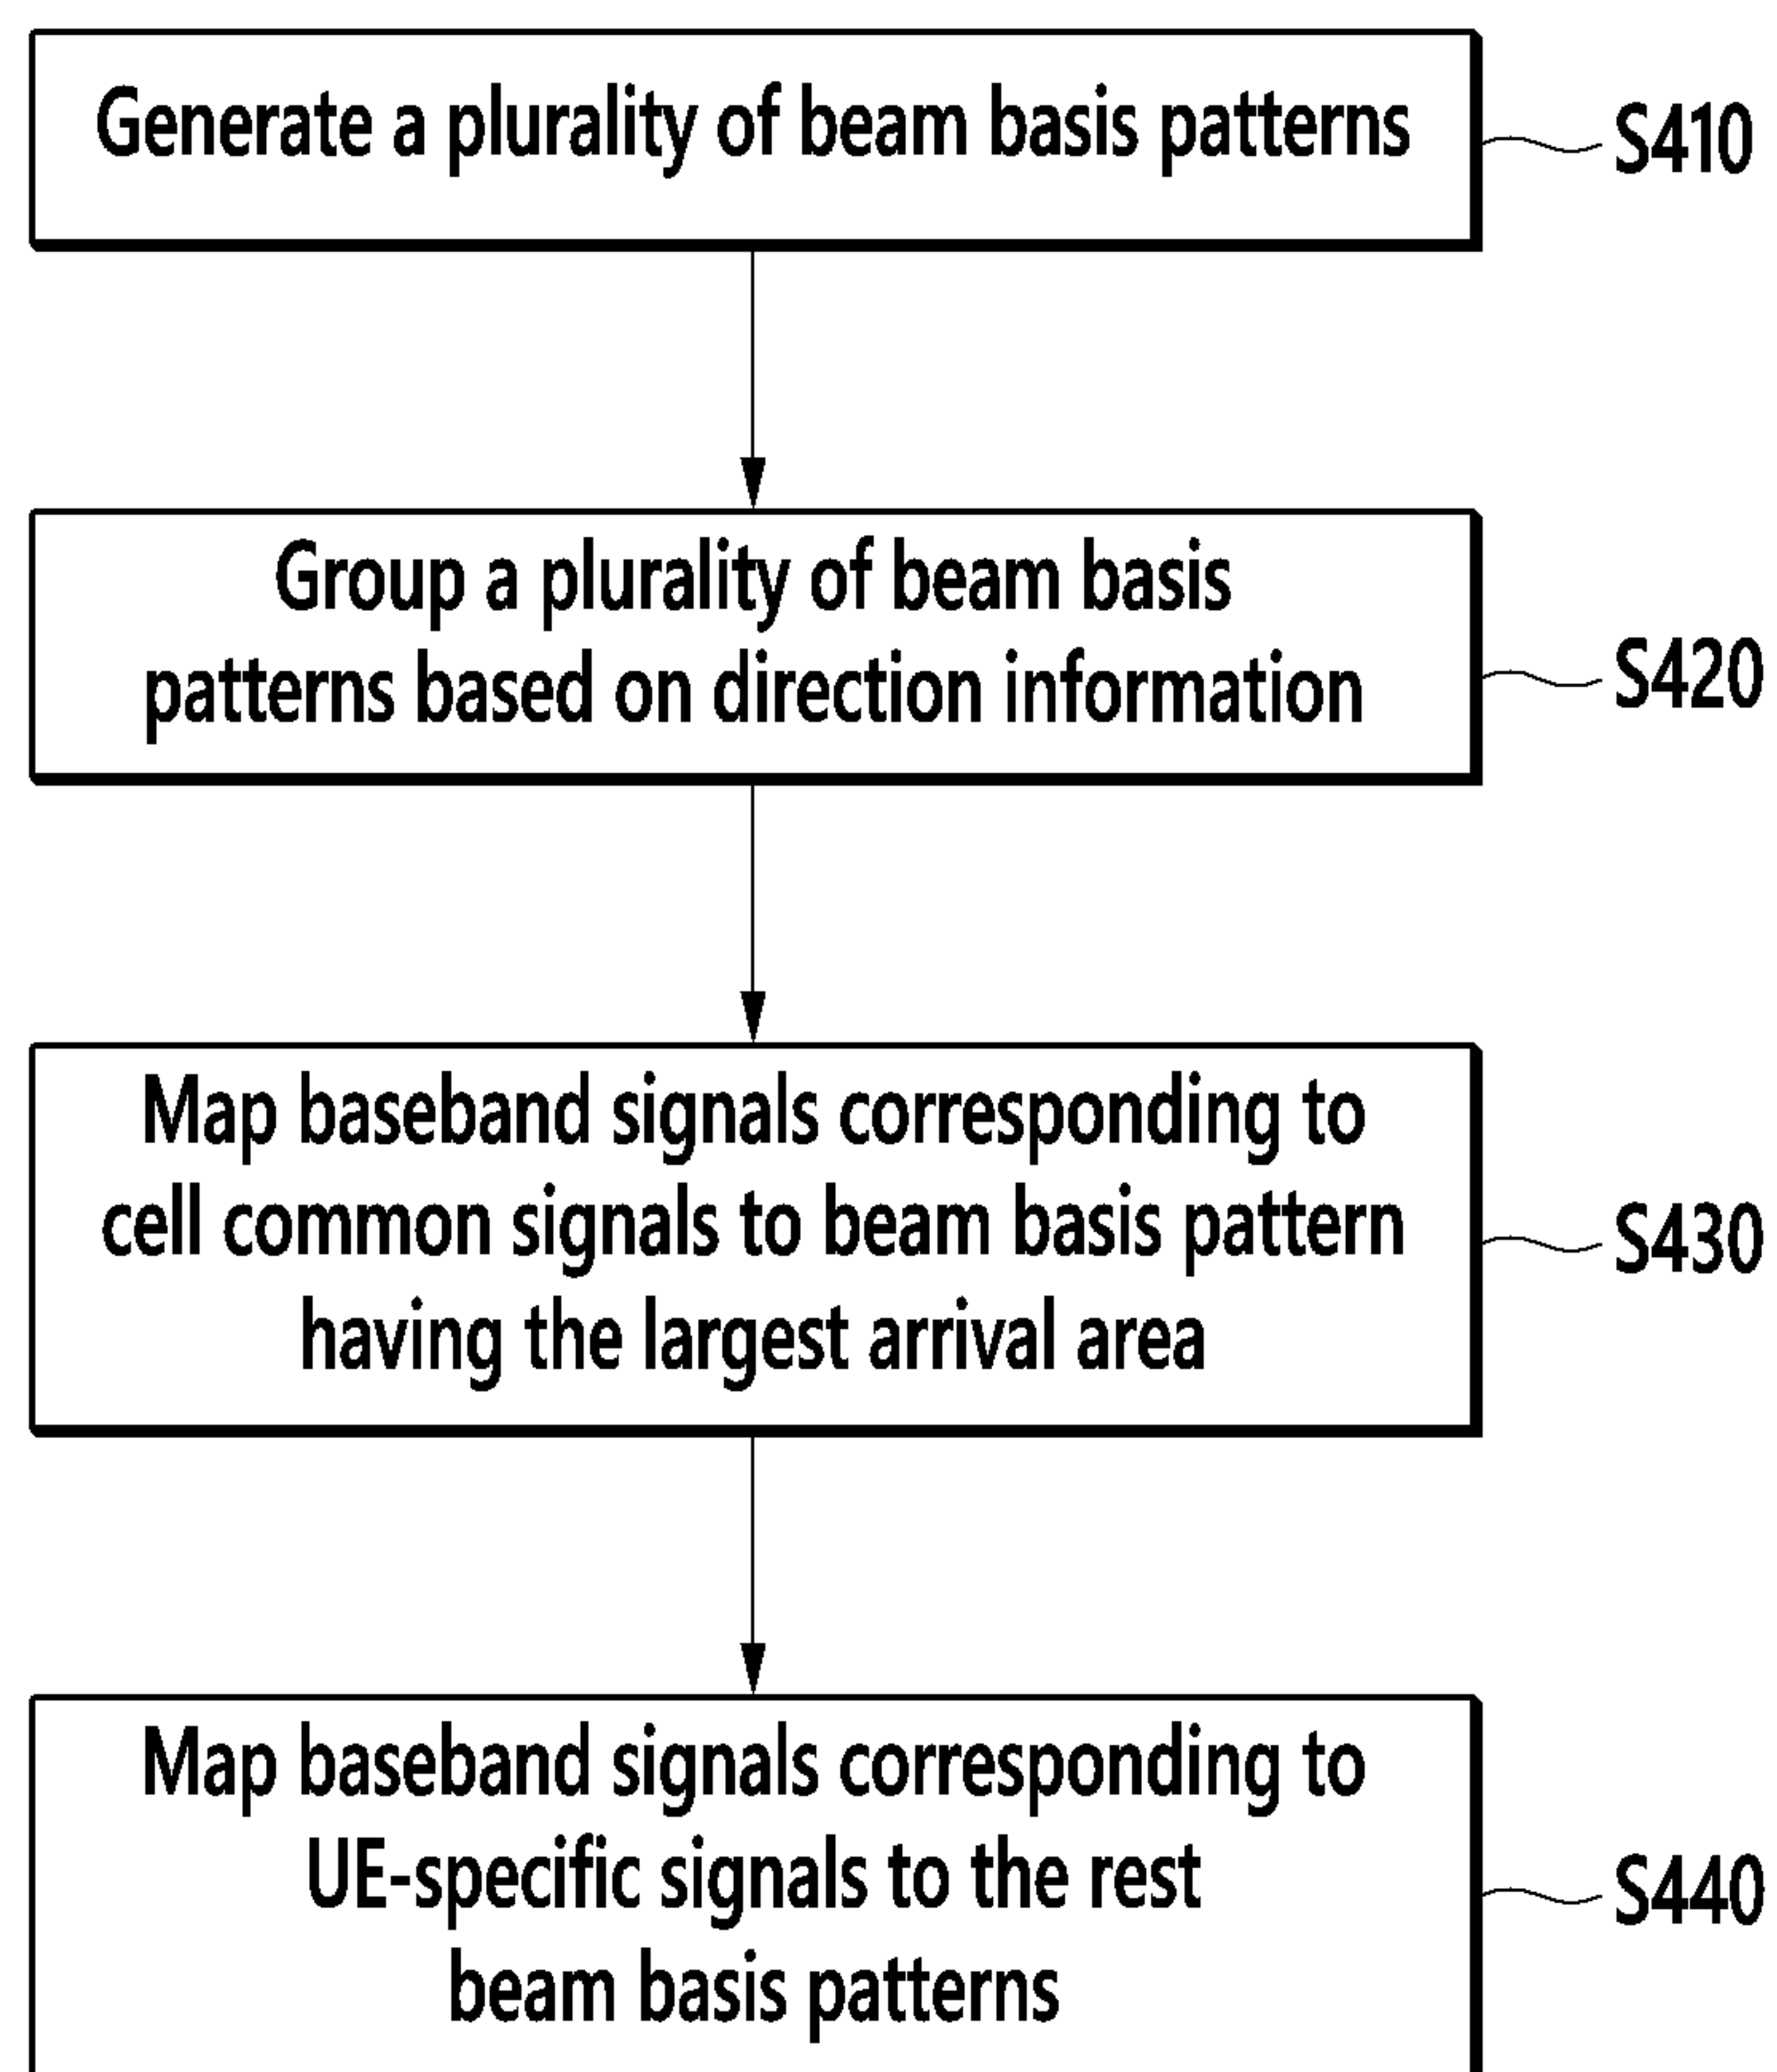 Generate a plurality of beam basis patterns
S410
Group a plurality of beam basis
patterns based on direction information
S420
Map baseband signals corresponding to
cell common signals to beam basis pattern
having the largest arrival area
S430
Map baseband signals corresponding to
UE-specific signals to the rest
beam basis patterns
S440